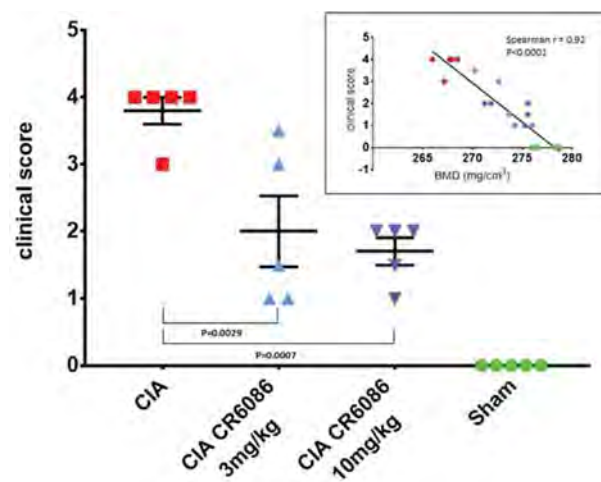 clinical score
5
4
3
2
1
0
P=0.0029
P=0.0007
CIA
CIA CR6086
3mg/kg
CIA CR6086
10mg/kg
Sham
Spearman r = 0.92
P<0.0001
clinical score
5
4
3
2
1
0
-1
265
270
275
280
BMD (mg/cm³)